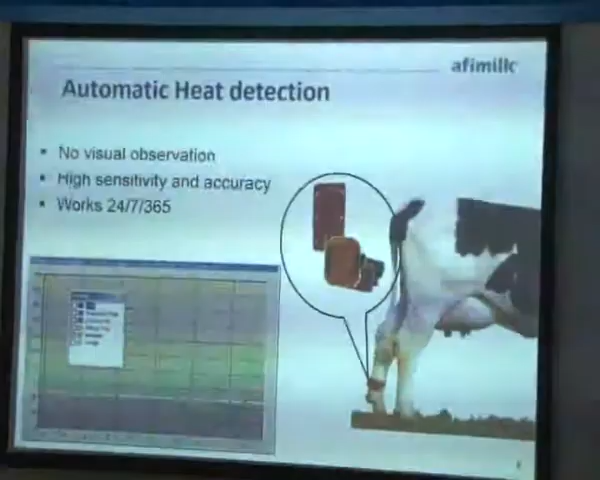 afimilk
Automatic Heat detection
• No visual observation
• High sensitivity and accuracy
• Works 24/7/365